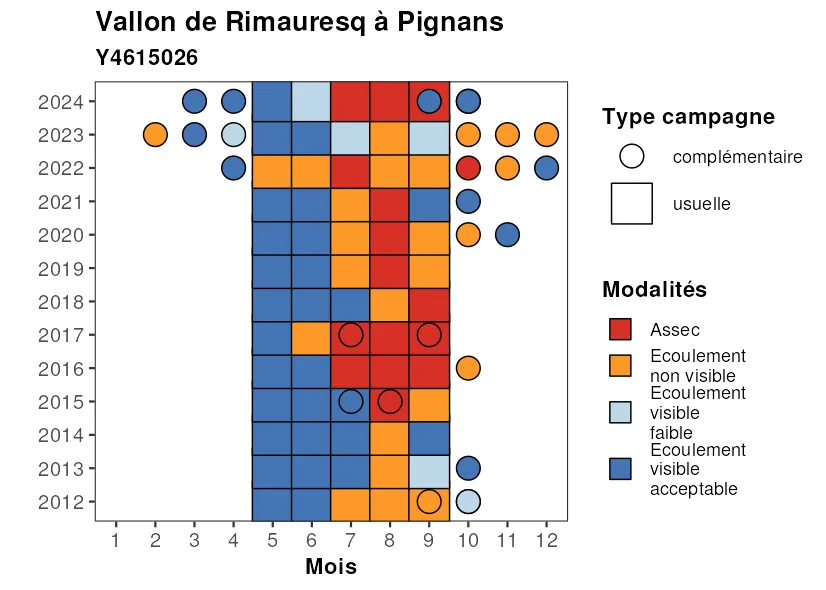 Vallon de Rimauresq à Pignans
Y4615026
2024
2023
2022
2021
2020
2019
2018
2017
2016
2015
2014
2013
2012
1 2 3 4 5 6 7 8 9 10 11 12
Mois
Type campagne
complémentaire
usuelle
Modalités
Assec
Ecoulement
non visible
Ecoulement
visible
faible
Ecoulement
visible
acceptable